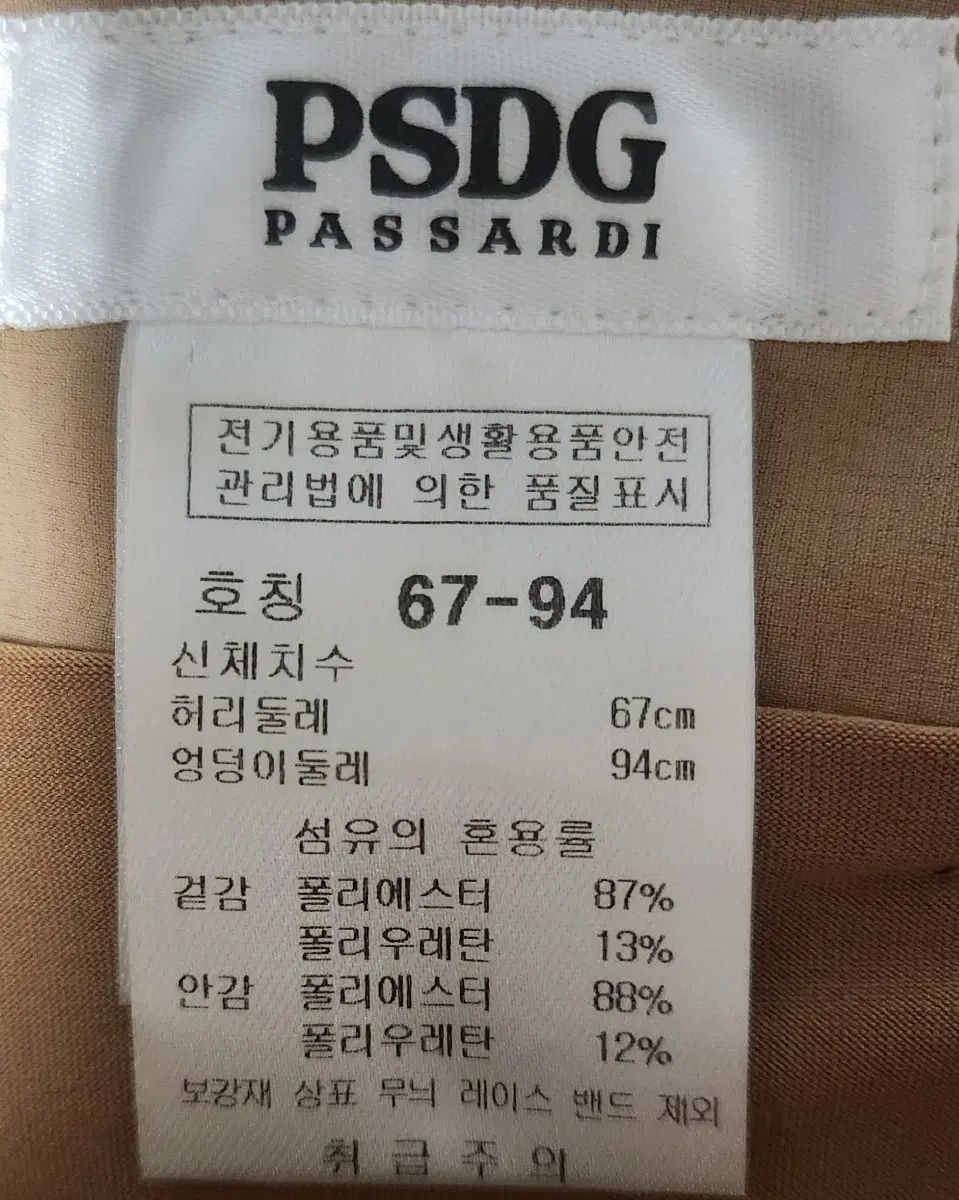 PSDG
PASSARDI
전기용품및생활용품안전
관리법에 의한 품질표시
호칭 67-94
신체치수
허리둘레 67cm
엉덩이둘레 94cm
섬유의 혼용률
겉감 폴리에스터 87%
폴리우레탄 13%
안감 폴리에스터 88%
폴리우레탄 12%
보강재 상표 무늬 레이스 밴드 제외
취급주의